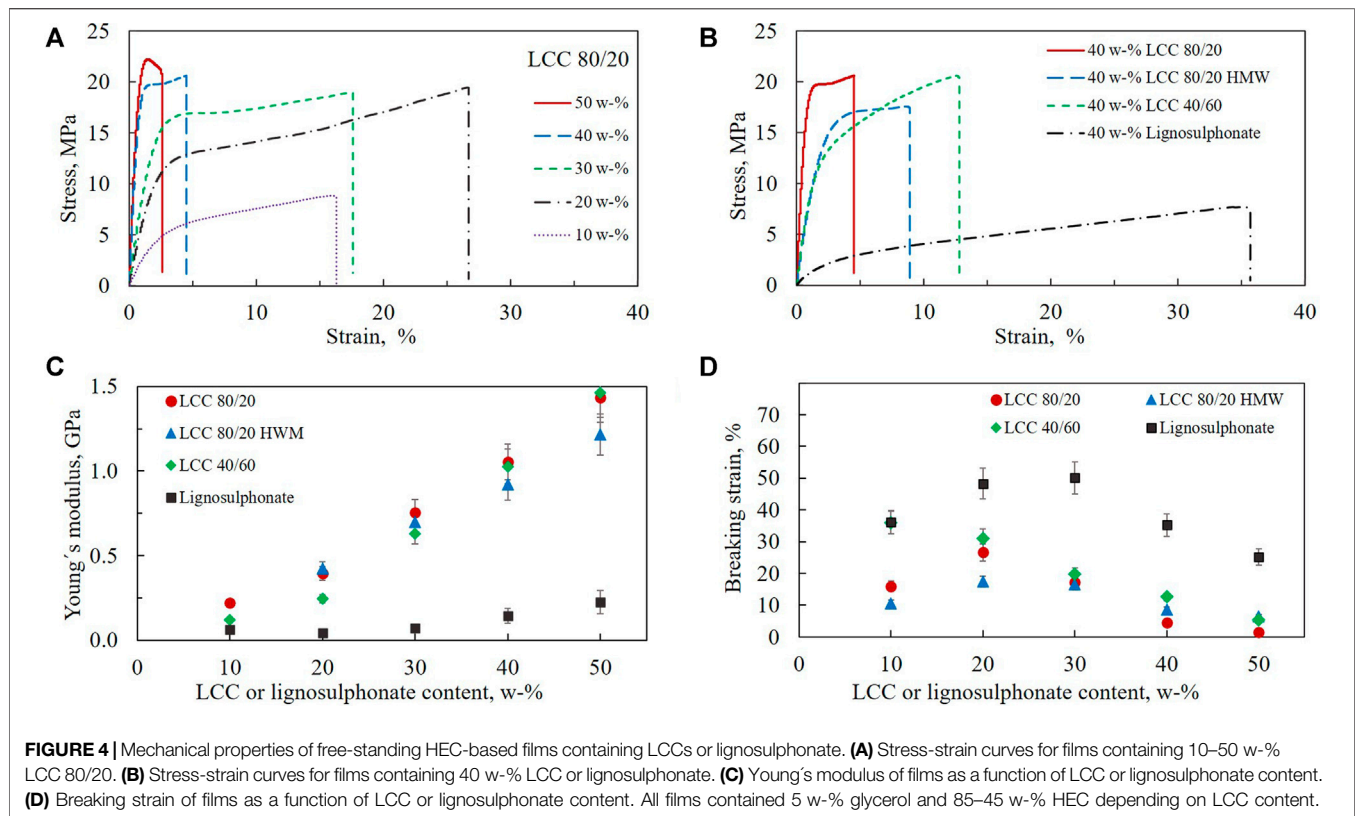 A
25
20
15
10
5
0
Stress, MPa
0 10 20 30 40
Strain, %
LCC 80/20
50 w-%
40 w-%
30 w-%
20 w-%
10 w-%
B
25
20
15
10
5
0
Stress, MPa
0 10 20 30 40
Strain, %
40 w-% LCC 80/20
40 w-% LCC 80/20 HMW
40 w-% LCC 40/60
40 w-% Lignosulphonate
C
1.5
1.0
0.5
0.0
Young´s modulus, GPa
0 10 20 30 40 50
LCC or lignosulphonate content, w-%
LCC 80/20
LCC 80/20 HWM
LCC 40/60
Lignosulphonate
D
70
60
50
40
30
20
10
0
Breaking strain, %
0 10 20 30 40 50
LCC or lignosulphonate content, w-%
LCC 80/20
LCC 80/20 HMW
LCC 40/60
Lignosulphonate
FIGURE 4 | Mechanical properties of free-standing HEC-based films containing LCCs or lignosulphonate. (A) Stress-strain curves for films containing 10–50 w-%
LCC 80/20. (B) Stress-strain curves for films containing 40 w-% LCC or lignosulphonate. (C) Young´s modulus of films as a function of LCC or lignosulphonate content.
(D) Breaking strain of films as a function of LCC or lignosulphonate content. All films contained 5 w-% glycerol and 85–45 w-% HEC depending on LCC content.